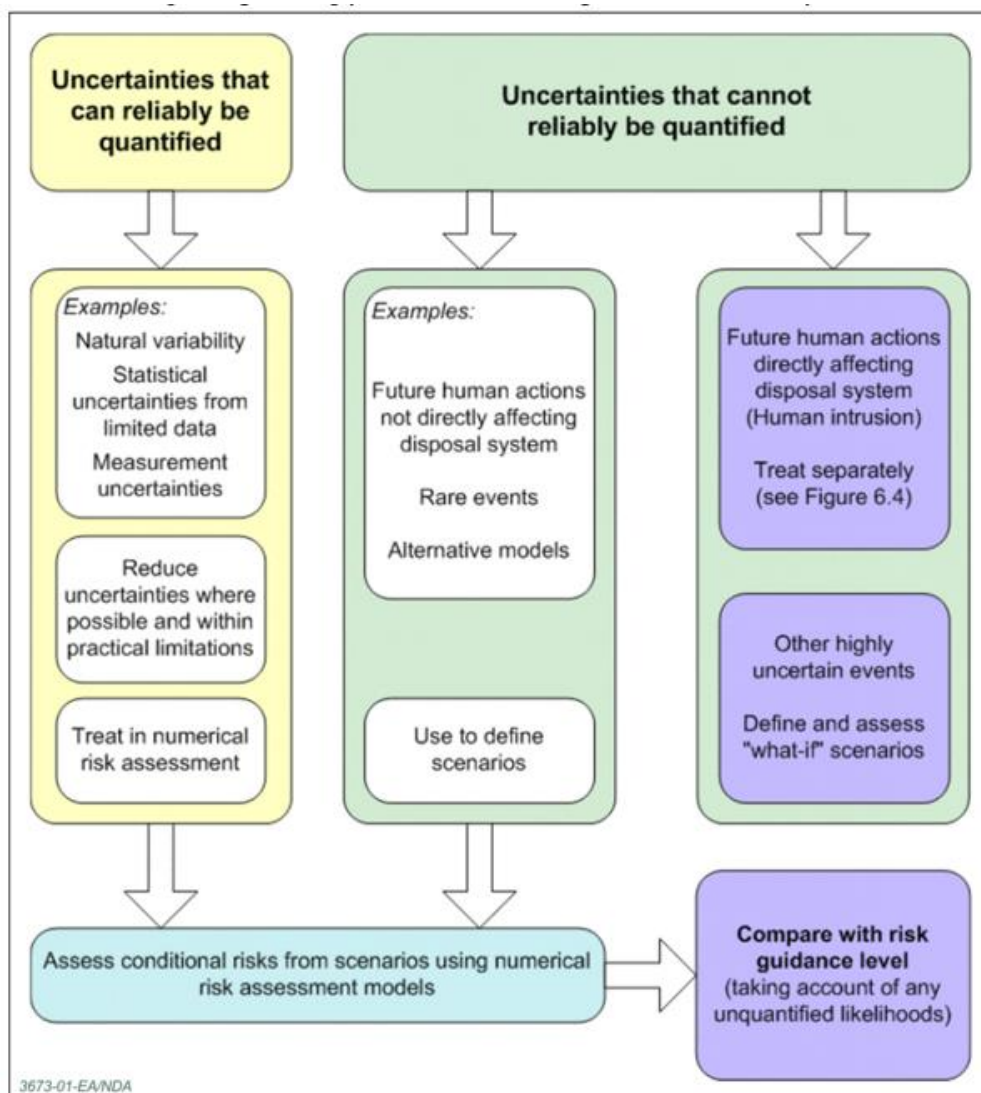 Uncertainties that
can reliably be
quantified
Uncertainties that cannot
reliably be quantified
Examples:
Natural variability
Statistical
uncertainties from
limited data
Measurement
uncertainties
Reduce
uncertainties where
possible and within
practical limitations
Treat in numerical
risk assessment
Examples:
Future human actions
not directly affecting
disposal system
Rare events
Alternative models
Use to define
scenarios
Future human actions
directly affecting
disposal system
(Human intrusion)
Treat separately
(see Figure 6.4)
Other highly
uncertain events
Define and assess
"what-if" scenarios
Assess conditional risks from scenarios using numerical
risk assessment models
Compare with risk
guidance level
(taking account of any
unquantified likelihoods)
3673-01-EA/NDA